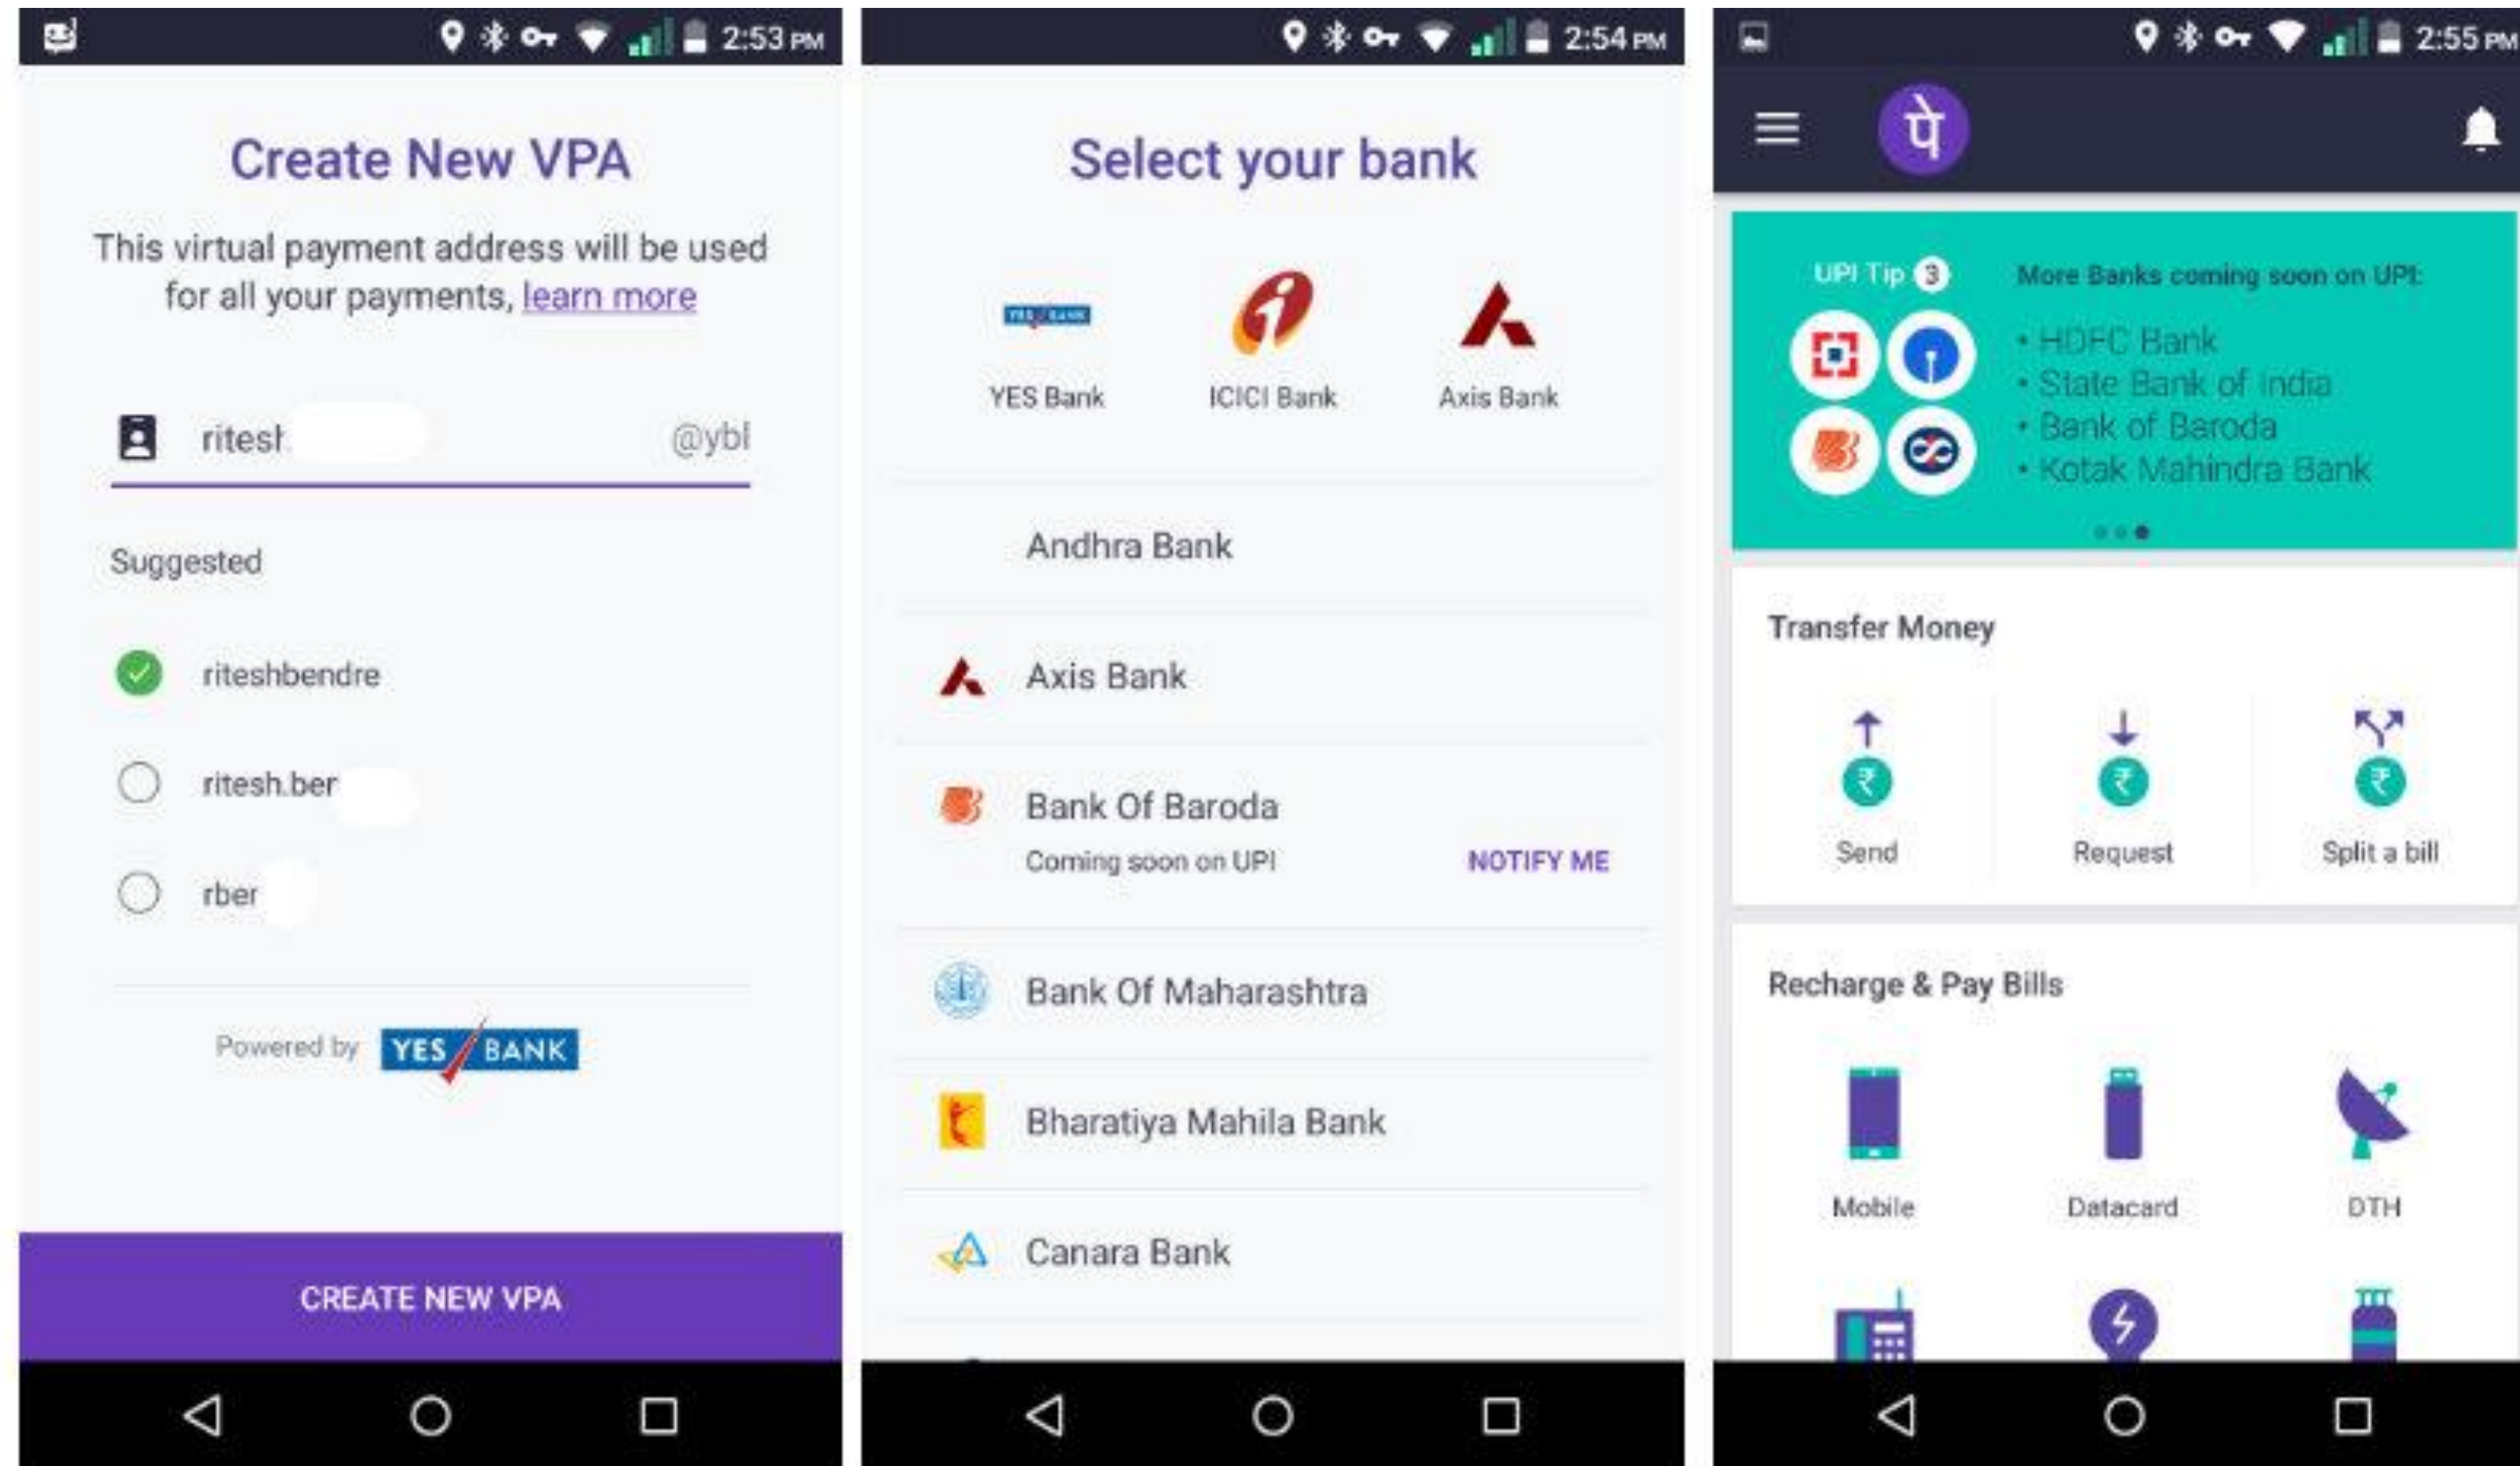 2:53 PM
Create New VPA
This virtual payment address will be used
for all your payments, learn more
ritesh. @ybl
Suggested
riteshbendre
ritesh.ber
rber
Powered by YES BANK
CREATE NEW VPA
2:54 PM
Select your bank
YES BANK
YES Bank ICICI Bank Axis Bank
Andhra Bank
Axis Bank
Bank Of Baroda
Coming soon on UPI NOTIFY ME
Bank Of Maharashtra
Bharatiya Mahila Bank
Canara Bank
2:55 PM
पे
UPI Tip 3
More Banks coming soon on UPI:
• HDFC Bank
• State Bank of India
• Bank of Baroda
• Kotak Mahindra Bank
Transfer Money
₹ ₹ ₹
Send Request Split a bill
Recharge & Pay Bills
Mobile Datacard DTH